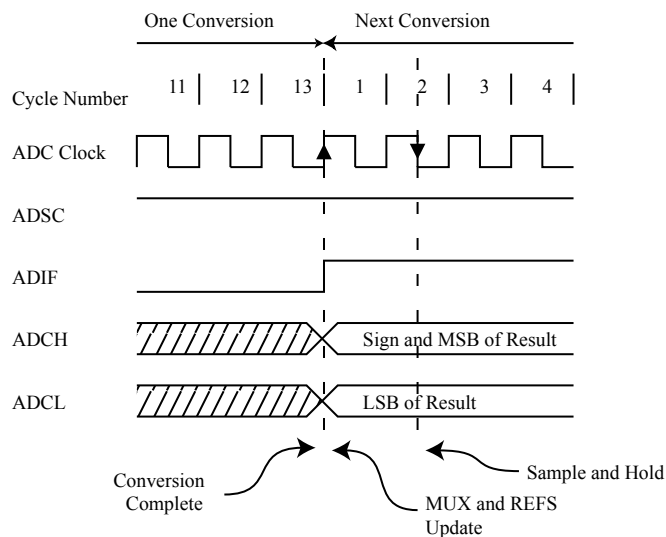 One Conversion Next Conversion
Cycle Number 11 12 13 1 2 3 4
ADC Clock
ADSC
ADIF
ADCH Sign and MSB of Result
ADCL LSB of Result
Conversion
Complete
MUX and REFS
Update
Sample and Hold